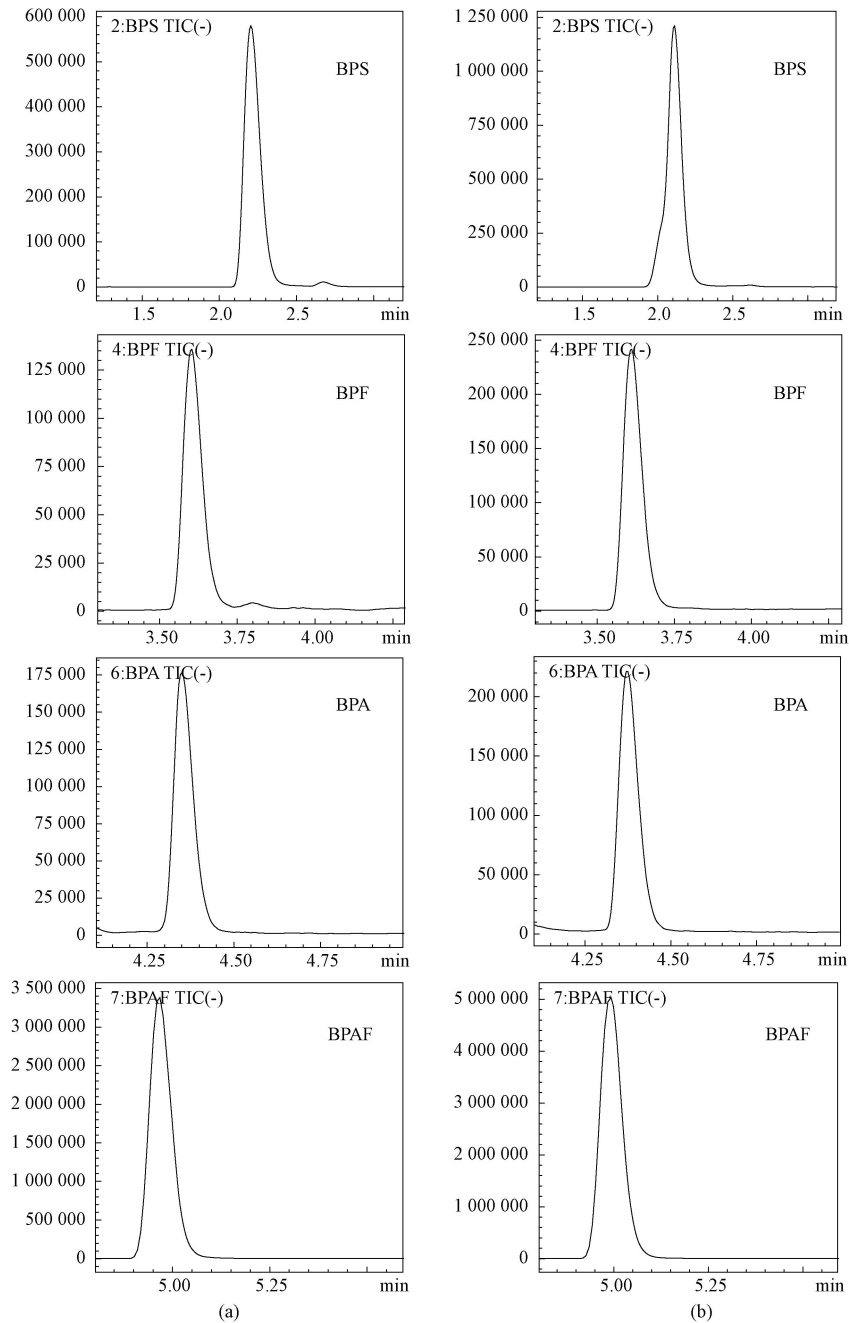 2:BPS TIC(-)
BPS
600 000
500 000
400 000
300 000
200 000
100 000
0
1.5
2.0
2.5
min
2:BPS TIC(-)
BPS
1 250 000
1 000 000
750 000
500 000
250 000
0
1.5
2.0
2.5
min
4:BPF TIC(-)
BPF
125 000
100 000
75 000
50 000
25 000
0
3.50
3.75
4.00
min
4:BPF TIC(-)
BPF
250 000
200 000
150 000
100 000
50 000
0
3.50
3.75
4.00
min
6:BPA TIC(-)
BPA
175 000
150 000
125 000
100 000
75 000
50 000
25 000
0
4.25
4.50
4.75
min
6:BPA TIC(-)
BPA
200 000
150 000
100 000
50 000
0
4.25
4.50
4.75
min
7:BPAF TIC(-)
BPAF
3 500 000
3 000 000
2 500 000
2 000 000
1 500 000
1 000 000
500 000
0
5.00
5.25
min
(a)
7:BPAF TIC(-)
BPAF
5 000 000
4 000 000
3 000 000
2 000 000
1 000 000
0
5.00
5.25
min
(b)